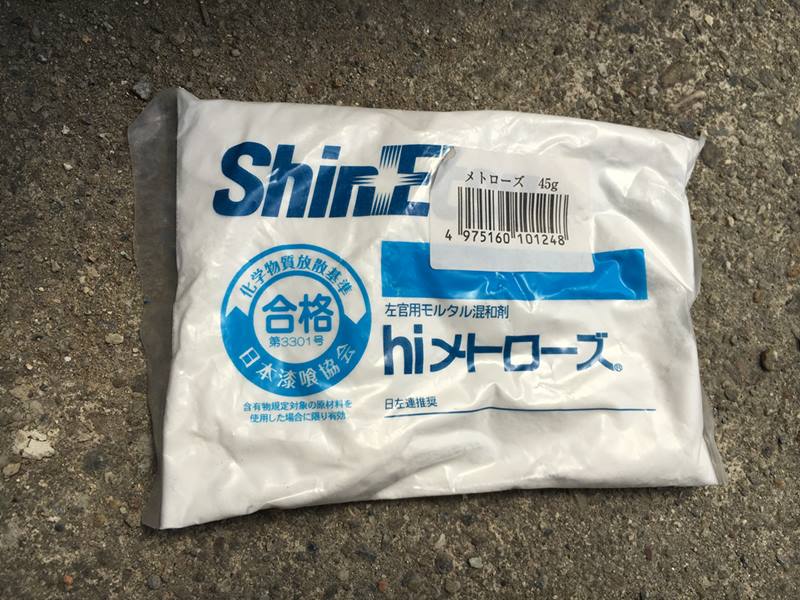 Shin-E
メトローズ 45g
4 975160 101248
化学物質放散基準
合格
第3301号
日本漆喰協会
含有物規定対象の原材料を
使用した場合に限り有効
左官用モルタル混和剤
hiメトローズ®
日左連推奨